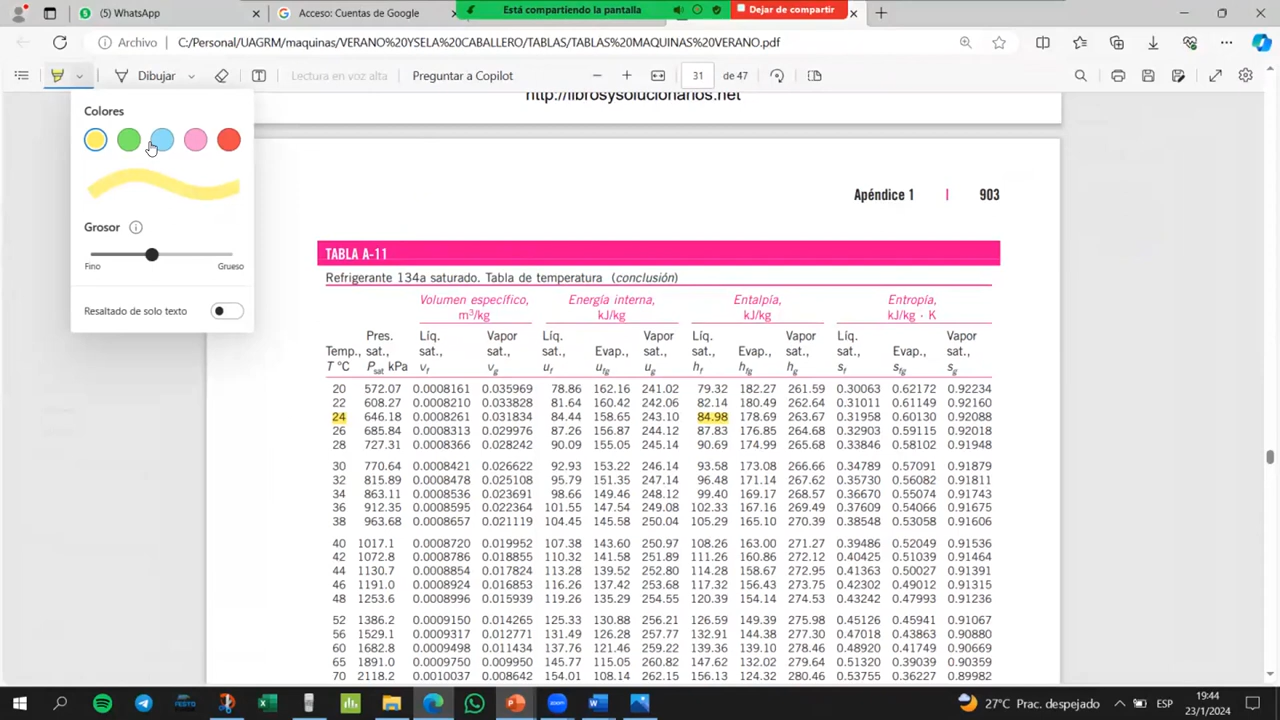 (5) WhatsApp
Acceso: Cuentas de Google
Está compartiendo la pantalla
Dejar de compartir
Archivo
C:/Personal/UAGRM/maquinas/VERANO%20YSELA%20CABALLERO/TABLAS/TABLAS%20MAQUINAS%20VERANO.pdf
Dibujar
Lectura en voz alta
Preguntar a Copilot
31
de 47
Colores
Grosor
Fino
Grueso
Resaltado de solo texto
http://librosysolucionarios.net
Apéndice 1 | 903
TABLA A-11
Refrigerante 134a saturado. Tabla de temperatura (conclusión)
Volumen específico, Energía interna, Entalpía, Entropía,
m³/kg kJ/kg kJ/kg kJ/kg · K
Pres. Líq. Vapor Líq. Vapor Líq. Vapor Líq. Vapor
Temp., sat., sat., sat., sat., Evap., sat., sat., Evap., sat., sat., Evap., sat.,
T °C Psat kPa vf vg uf ufg ug hf hfg hg sf sfg sg
20 572.07 0.0008161 0.035969 78.86 162.16 241.02 79.32 182.27 261.59 0.30063 0.62172 0.92234
22 608.27 0.0008210 0.033828 81.64 160.42 242.06 82.14 180.49 262.64 0.31011 0.61149 0.92160
24 646.18 0.0008261 0.031834 84.44 158.65 243.10 84.98 178.69 263.67 0.31958 0.60130 0.92088
26 685.84 0.0008313 0.029976 87.26 156.87 244.12 87.83 176.85 264.68 0.32903 0.59115 0.92018
28 727.31 0.0008366 0.028242 90.09 155.05 245.14 90.69 174.99 265.68 0.33846 0.58102 0.91948
30 770.64 0.0008421 0.026622 92.93 153.22 246.14 93.58 173.08 266.66 0.34789 0.57091 0.91879
32 815.89 0.0008478 0.025108 95.79 151.35 247.14 96.48 171.14 267.62 0.35730 0.56082 0.91811
34 863.11 0.0008536 0.023691 98.66 149.46 248.12 99.40 169.17 268.57 0.36670 0.55074 0.91743
36 912.35 0.0008595 0.022364 101.55 147.54 249.08 102.33 167.16 269.49 0.37609 0.54066 0.91675
38 963.68 0.0008657 0.021119 104.45 145.58 250.04 105.29 165.10 270.39 0.38548 0.53058 0.91606
40 1017.1 0.0008720 0.019952 107.38 143.60 250.97 108.26 163.00 271.27 0.39486 0.52049 0.91536
42 1072.8 0.0008786 0.018855 110.32 141.58 251.89 111.26 160.86 272.12 0.40425 0.51039 0.91464
44 1130.7 0.0008854 0.017824 113.28 139.52 252.80 114.28 158.67 272.95 0.41363 0.50027 0.91391
46 1191.0 0.0008924 0.016853 116.26 137.42 253.68 117.32 156.43 273.75 0.42302 0.49012 0.91315
48 1253.6 0.0008996 0.015939 119.26 135.29 254.55 120.39 154.14 274.53 0.43242 0.47993 0.91236
52 1386.2 0.0009150 0.014265 125.33 130.88 256.21 126.59 149.39 275.98 0.45126 0.45941 0.91067
56 1529.1 0.0009317 0.012771 131.49 126.28 257.77 132.91 144.38 277.30 0.47018 0.43863 0.90880
60 1682.8 0.0009498 0.011434 137.76 121.46 259.22 139.36 139.10 278.46 0.48920 0.41749 0.90669
65 1891.0 0.0009750 0.009950 145.77 115.05 260.82 147.62 132.02 279.64 0.51320 0.39039 0.90359
70 2118.2 0.0010037 0.008642 154.01 108.14 262.15 156.13 124.32 280.46 0.53755 0.36227 0.89982
27°C Prac. despejado
ESP
19:44
23/1/2024